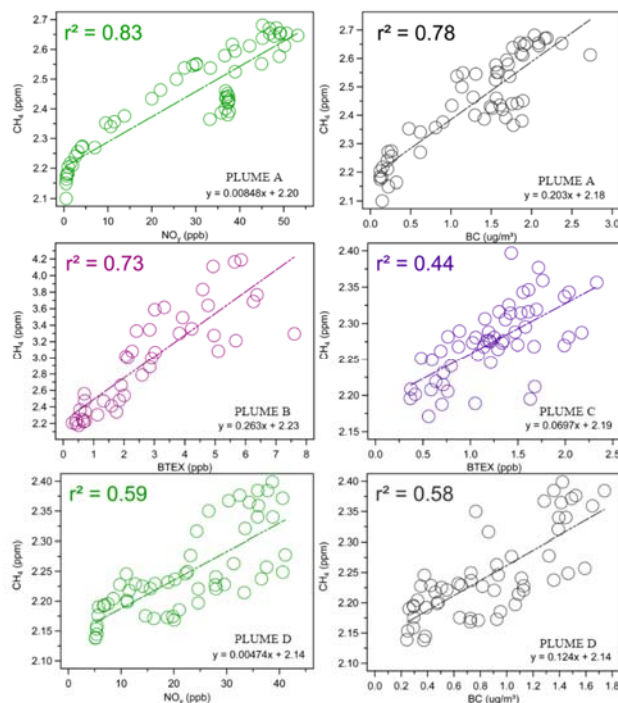 r² = 0.83
2.7
2.6
2.5
2.4
2.3
2.2
2.1
CH₄ (ppm)
PLUME A
y = 0.00848x + 2.20
0 10 20 30 40 50
NOᵧ (ppb)
r² = 0.78
2.7
2.6
2.5
2.4
2.3
2.2
2.1
CH₄ (ppm)
PLUME A
y = 0.203x + 2.18
0.0 0.5 1.0 1.5 2.0 2.5 3.0
BC (ug/m³)
r² = 0.73
4.2
4.0
3.8
3.6
3.4
3.2
3.0
2.8
2.6
2.4
2.2
CH₄ (ppm)
PLUME B
y = 0.263x + 2.23
0 1 2 3 4 5 6 7 8
BTEX (ppb)
r² = 0.44
2.40
2.35
2.30
2.25
2.20
2.15
CH₄ (ppm)
PLUME C
y = 0.0697x + 2.19
0.0 0.5 1.0 1.5 2.0 2.5
BTEX (ppb)
r² = 0.59
2.40
2.35
2.30
2.25
2.20
2.15
2.10
CH₄ (ppm)
PLUME D
y = 0.00474x + 2.14
0 10 20 30 40
NOₓ (ppb)
r² = 0.58
2.40
2.35
2.30
2.25
2.20
2.15
2.10
CH₄ (ppm)
PLUME D
y = 0.124x + 2.14
0.0 0.2 0.4 0.6 0.8 1.0 1.2 1.4 1.6 1.8
BC (ug/m³)